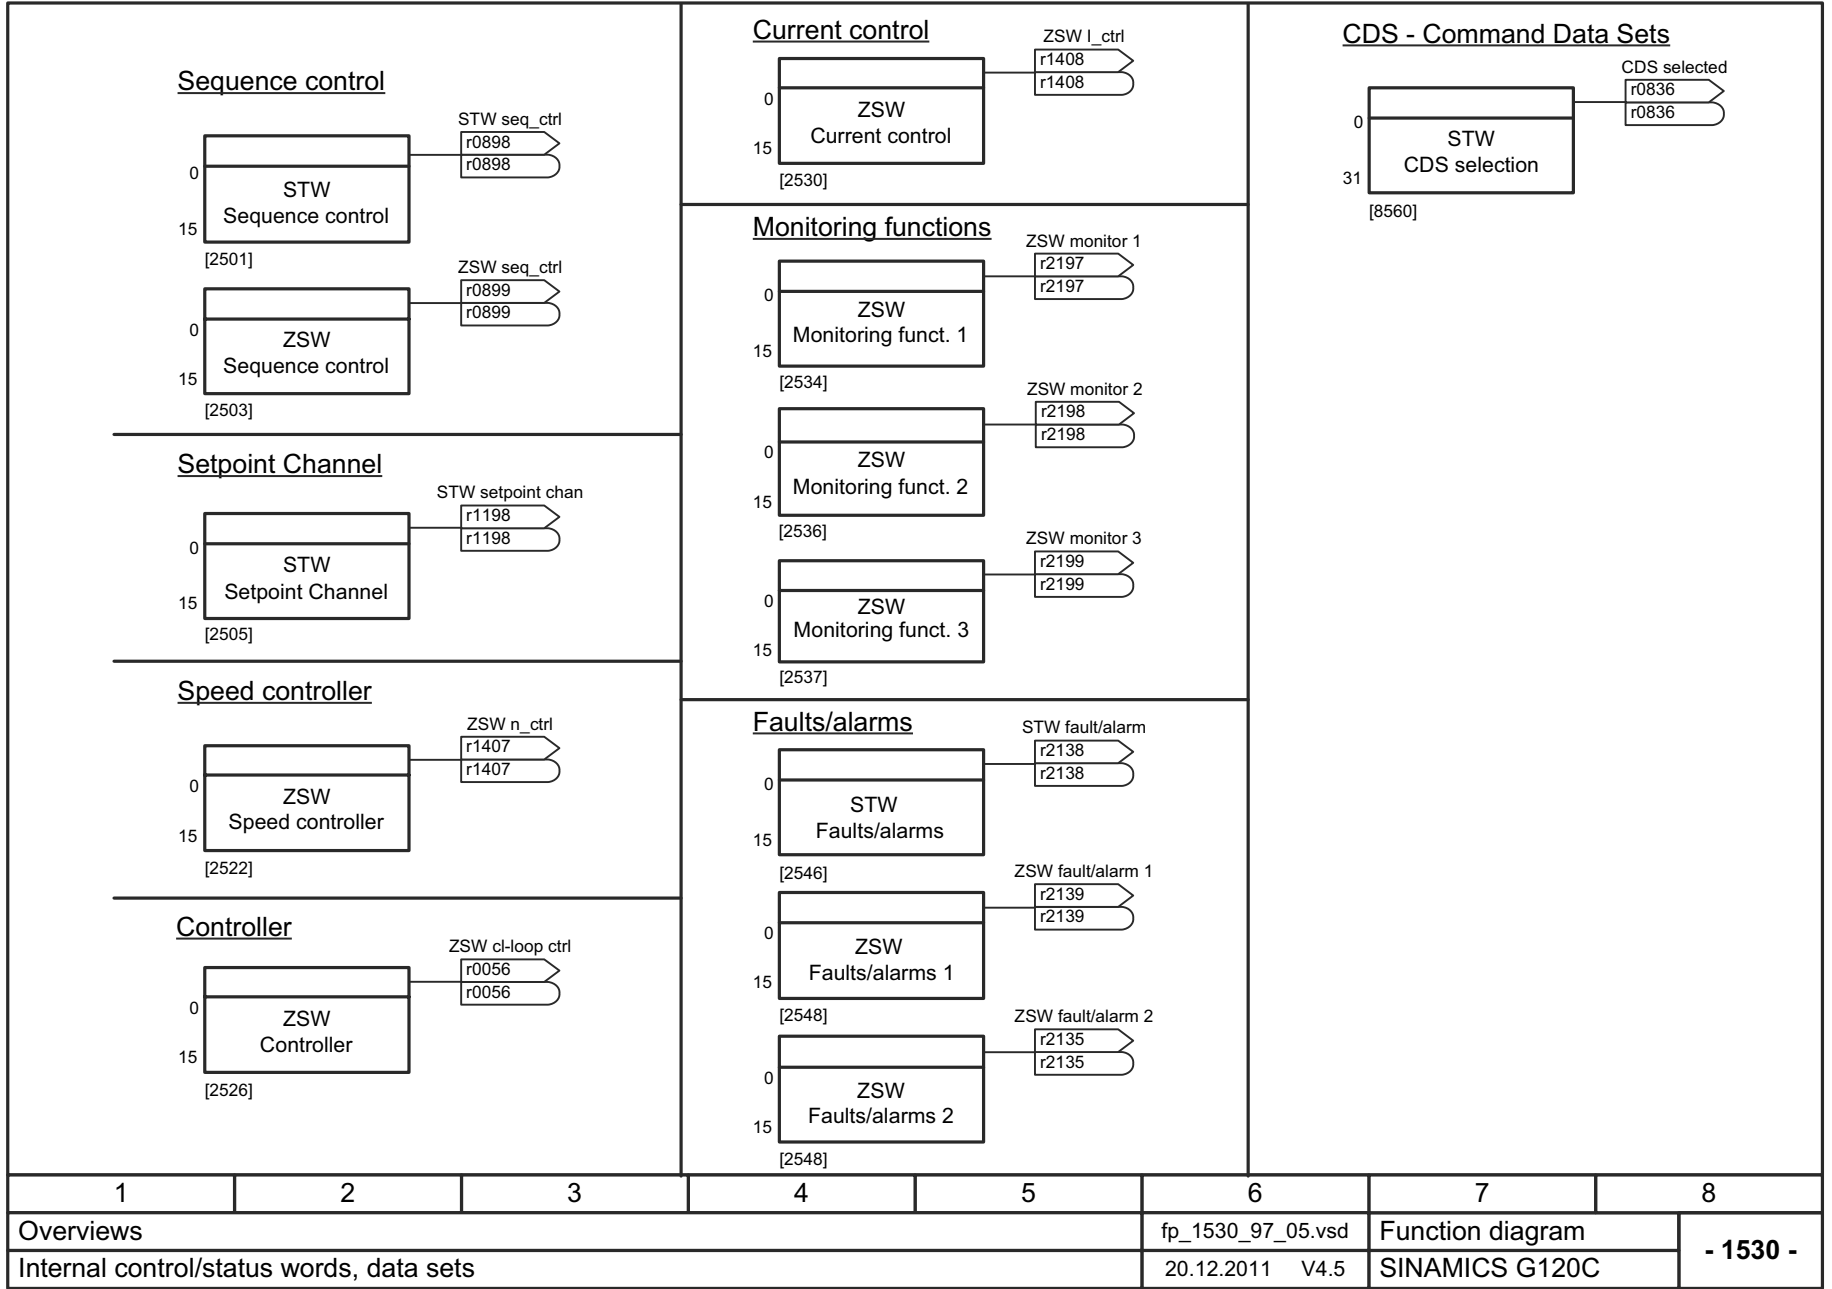 Sequence control
STW seq_ctrl
r0898
r0898
0
STW
Sequence control
15
[2501]
ZSW seq_ctrl
r0899
r0899
0
ZSW
Sequence control
15
[2503]
Setpoint Channel
STW setpoint chan
r1198
r1198
0
STW
Setpoint Channel
15
[2505]
Speed controller
ZSW n_ctrl
r1407
r1407
0
ZSW
Speed controller
15
[2522]
Controller
ZSW cl-loop ctrl
r0056
r0056
0
ZSW
Controller
15
[2526]
Current control
ZSW I_ctrl
r1408
r1408
0
ZSW
Current control
15
[2530]
Monitoring functions
ZSW monitor 1
r2197
r2197
0
ZSW
Monitoring funct. 1
15
[2534]
ZSW monitor 2
r2198
r2198
0
ZSW
Monitoring funct. 2
15
[2536]
ZSW monitor 3
r2199
r2199
0
ZSW
Monitoring funct. 3
15
[2537]
Faults/alarms
STW fault/alarm
r2138
r2138
0
STW
Faults/alarms
15
[2546]
ZSW fault/alarm 1
r2139
r2139
0
ZSW
Faults/alarms 1
15
[2548]
ZSW fault/alarm 2
r2135
r2135
0
ZSW
Faults/alarms 2
15
[2548]
CDS - Command Data Sets
CDS selected
r0836
r0836
0
STW
CDS selection
31
[8560]
1 2 3 4 5 6 7 8
Overviews
fp_1530_97_05.vsd
Function diagram
- 1530 -
Internal control/status words, data sets
20.12.2011 V4.5
SINAMICS G120C